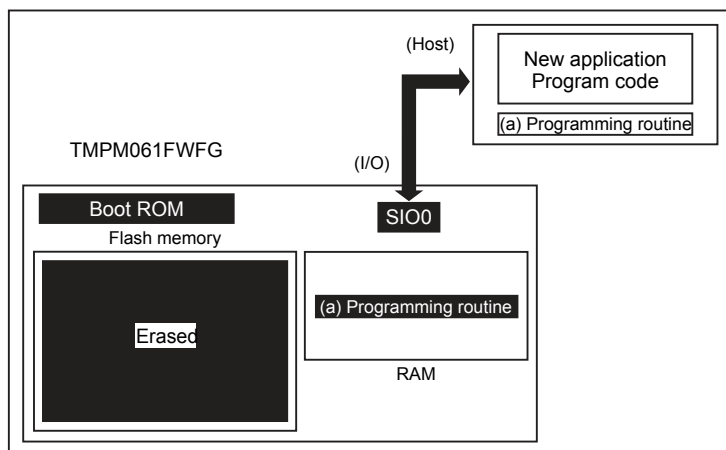 (Host)
New application
Program code
(a) Programming routine
TMPM061FWFG
(I/O)
Boot ROM
SIO0
Flash memory
(a) Programming routine
Erased
RAM